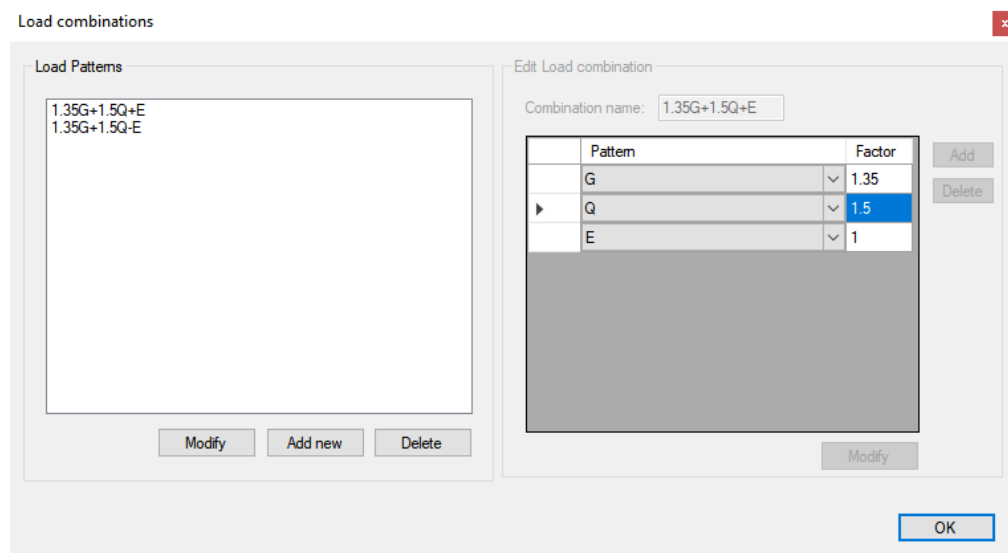 Load combinations
x
Load Patterns
1.35G+1.5Q+E
1.35G+1.5Q-E
Modify Add new Delete
Edit Load combination
Combination name: 1.35G+1.5Q+E
Pattern Factor
G 1.35
Q 1.5
E 1
Add
Delete
Modify
OK